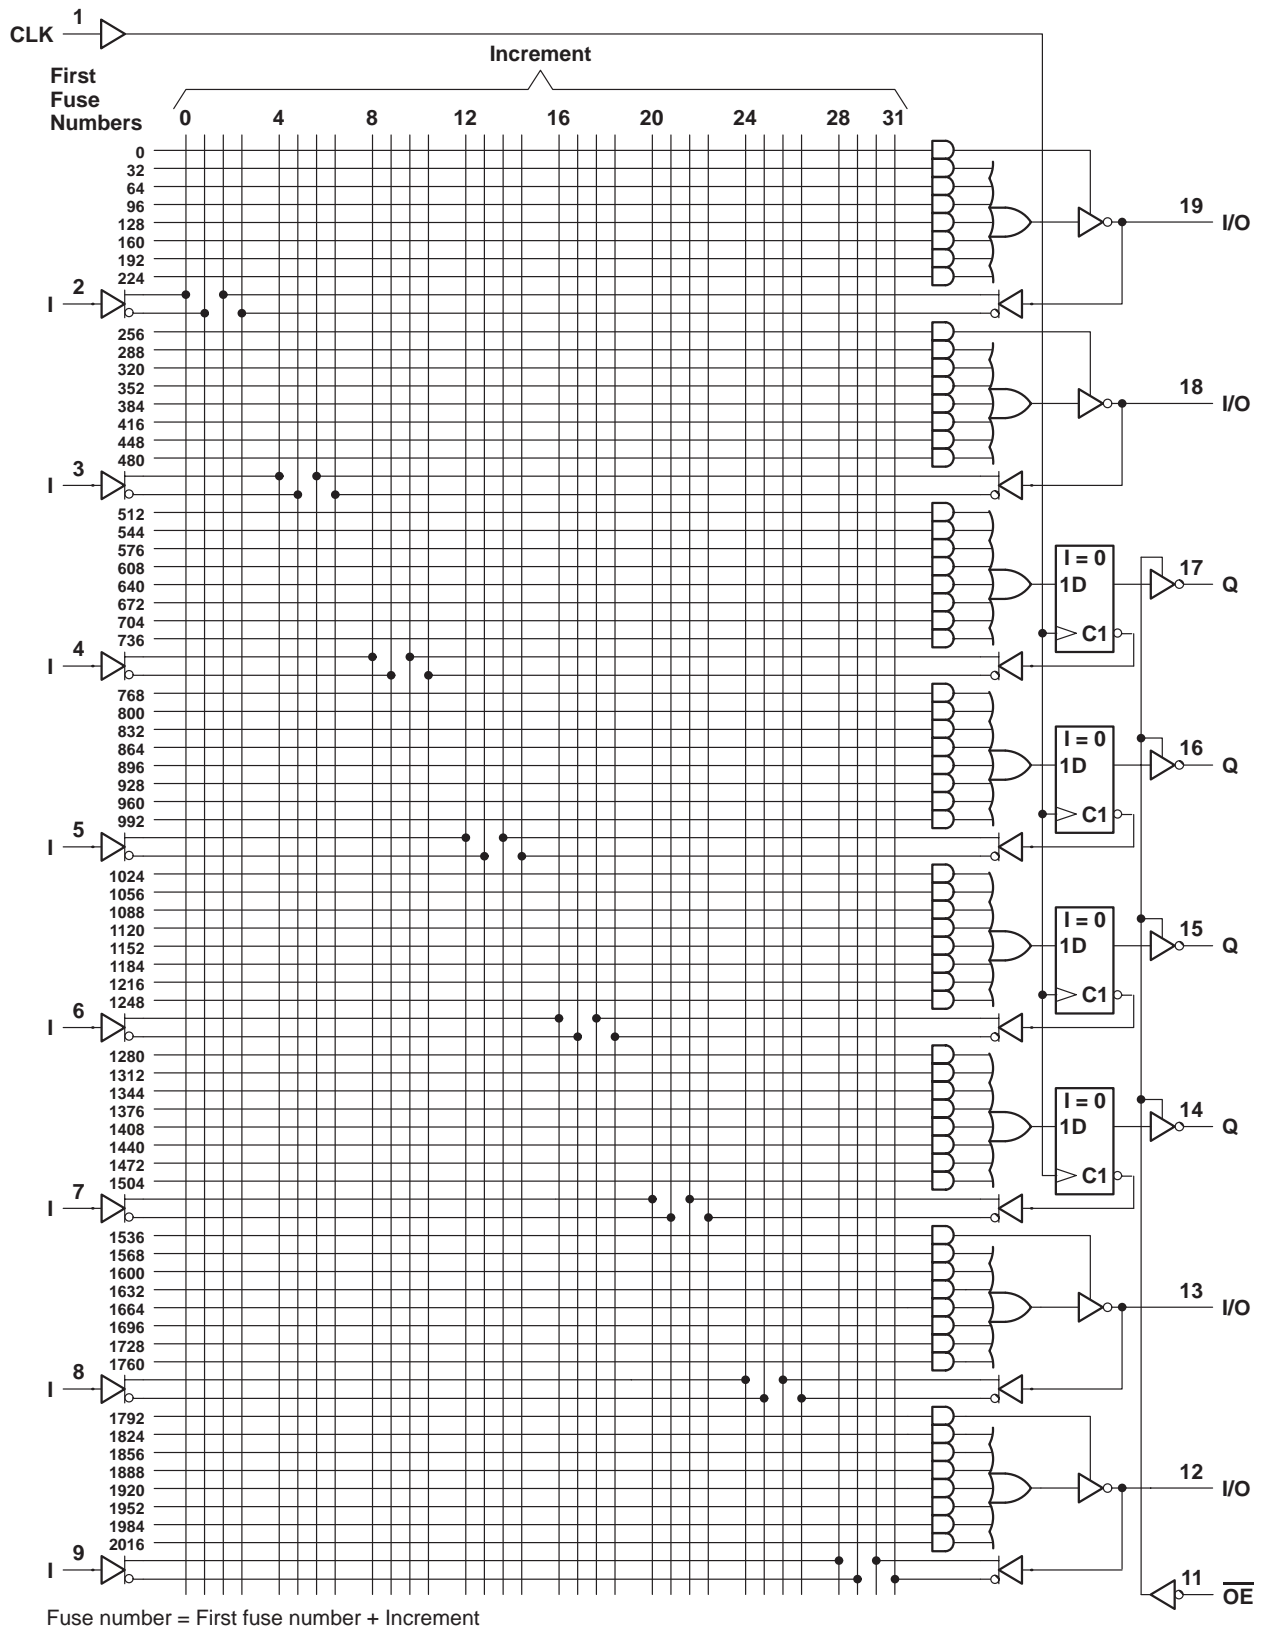 1
CLK
Increment
First
Fuse
Numbers
0 4 8 12 16 20 24 28 31
0
32
64
96
128
160
192
224
19
I/O
2
I
256
288
320
352
384
416
448
480
18
I/O
3
I
512
544
576
608
640
672
704
736
I = 0
1D
C1
17
Q
4
I
768
800
832
864
896
928
960
992
I = 0
1D
C1
16
Q
5
I
1024
1056
1088
1120
1152
1184
1216
1248
I = 0
1D
C1
15
Q
6
I
1280
1312
1344
1376
1408
1440
1472
1504
I = 0
1D
C1
14
Q
7
I
1536
1568
1600
1632
1664
1696
1728
1760
13
I/O
8
I
1792
1824
1856
1888
1920
1952
1984
2016
12
I/O
9
I
11
OE
Fuse number = First fuse number + Increment